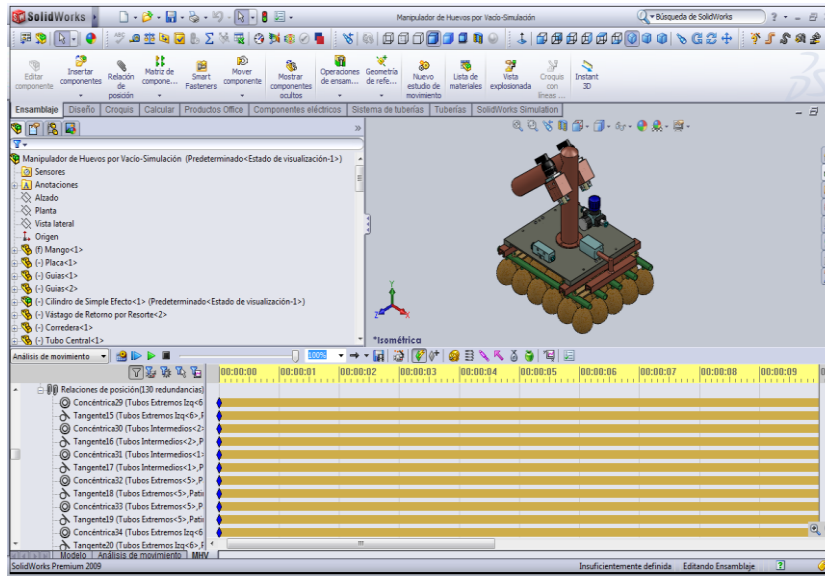 SolidWorks
Manipulador de Huevos por Vacío-Simulación
Búsqueda de SolidWorks
Editar componente
Insertar componentes
Relación de posición
Matriz de compone...
Smart Fasteners
Mover componente
Mostrar componentes ocultos
Operaciones de ensam...
Geometría de refe...
Nuevo estudio de movimiento
Lista de materiales
Vista explosionada
Croquis con líneas ...
Instant 3D
Ensamblaje Diseño Croquis Calcular Productos Office Componentes eléctricos Sistema de tuberías Tuberías SolidWorks Simulation
Manipulador de Huevos por Vacío-Simulación (Predeterminado<Estado de visualización-1>)
Sensores
Anotaciones
Alzado
Planta
Vista lateral
Origen
(f) Mango<1>
(-) Placa<1>
(-) Guias<1>
(-) Guias<2>
(-) Cilindro de Simple Efecto<1> (Predeterminado<Estado de visualización-1>)
(-) Vástago de Retorno por Resorte<2>
(-) Corredera<1>
(-) Tubo Central<1>
Y
Z X
*Isométrica
Análisis de movimiento 100%
00:00:00 00:00:01 00:00:02 00:00:03 00:00:04 00:00:05 00:00:06 00:00:07 00:00:08 00:00:09
Relaciones de posición(130 redundancias)
Concéntrica29 (Tubos Extremos Izq<6
Tangente15 (Tubos Extremos Izq<6>,F
Concéntrica30 (Tubos Intermedios<2>
Tangente16 (Tubos Intermedios<2>,P
Concéntrica31 (Tubos Intermedios<1>
Tangente17 (Tubos Intermedios<1>,P
Concéntrica32 (Tubos Extremos<5>,P
Tangente18 (Tubos Extremos<5>,Patir
Concéntrica33 (Tubos Extremos<5>,P
Tangente19 (Tubos Extremos<5>,Patir
Concéntrica34 (Tubos Extremos Izq<6
Tangente20 (Tubos Extremos Izq<6>,F
Modelo Análisis de movimiento MHV
SolidWorks Premium 2009 Insuficientemente definida Editando Ensamblaje